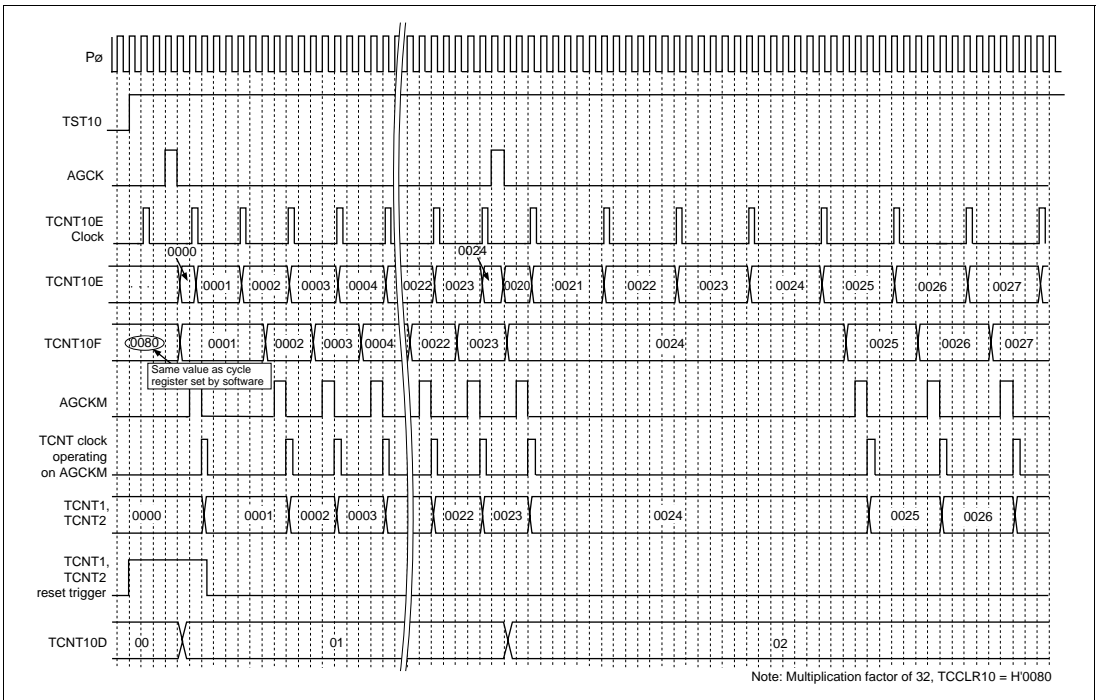 Pø
TST10
AGCK
TCNT10E
Clock
0000 0024
TCNT10E 0001 0002 0003 0004 0022 0023 0020 0021 0022 0023 0024 0025 0026 0027
TCNT10F 0080 0001 0002 0003 0004 0022 0023 0024 0025 0026 0027
Same value as cycle
register set by software
AGCKM
TCNT clock
operating
on AGCKM
TCNT1,
TCNT2 0000 0001 0002 0003 0022 0023 0024 0025 0026
TCNT1,
TCNT2
reset trigger
TCNT10D 00 01 02
Note: Multiplication factor of 32, TCCLR10 = H'0080